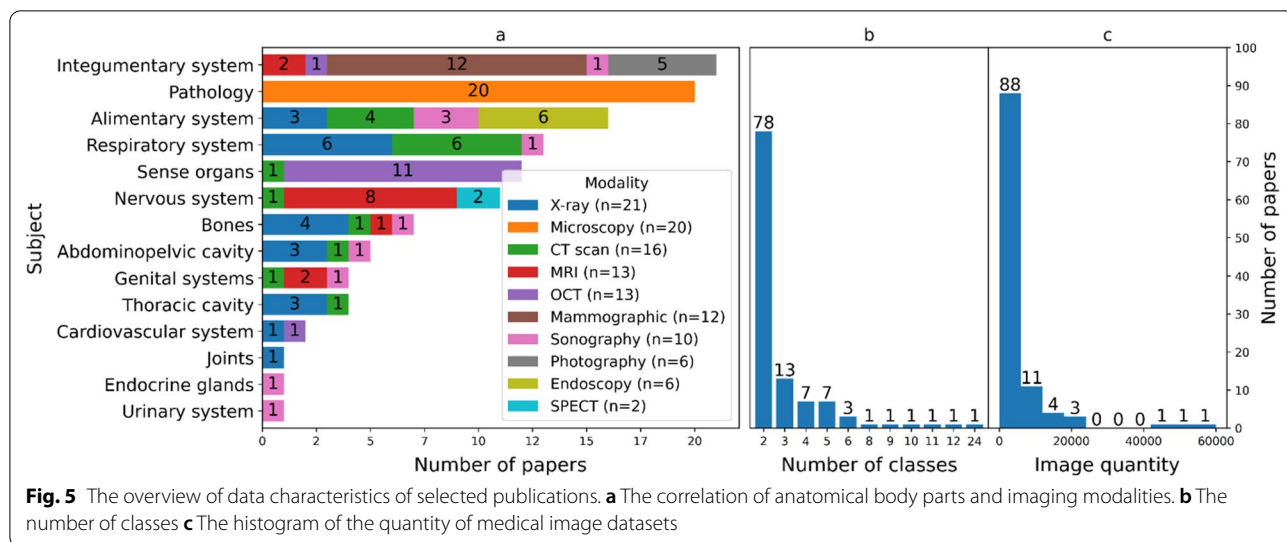 a b c
Integumentary system 2 1 12 1 5
Pathology 20
Alimentary system 3 4 3 6
Respiratory system 6 6 1
Sense organs 1 11
Nervous system 1 8 2
Bones 4 1 1 1
Abdominopelvic cavity 3 1 1
Genital systems 1 2 1
Thoracic cavity 3 1
Cardiovascular system 1 1
Joints 1
Endocrine glands 1
Urinary system 1
Subject
0 2 5 7 10 12 15 17 20
Number of papers
Modality
X-ray (n=21)
Microscopy (n=20)
CT scan (n=16)
MRI (n=13)
OCT (n=13)
Mammographic (n=12)
Sonography (n=10)
Photography (n=6)
Endoscopy (n=6)
SPECT (n=2)
78 13 7 7 3 1 1 1 1 1 1
2 3 4 5 6 8 9 10 11 12 24
Number of classes
88 11 4 3 0 0 0 1 1 1
0 20000 40000 60000
Image quantity
100
90
80
70
60
50
40
30
20
10
0
Number of papers
Fig. 5 The overview of data characteristics of selected publications. a The correlation of anatomical body parts and imaging modalities. b The
number of classes c The histogram of the quantity of medical image datasets